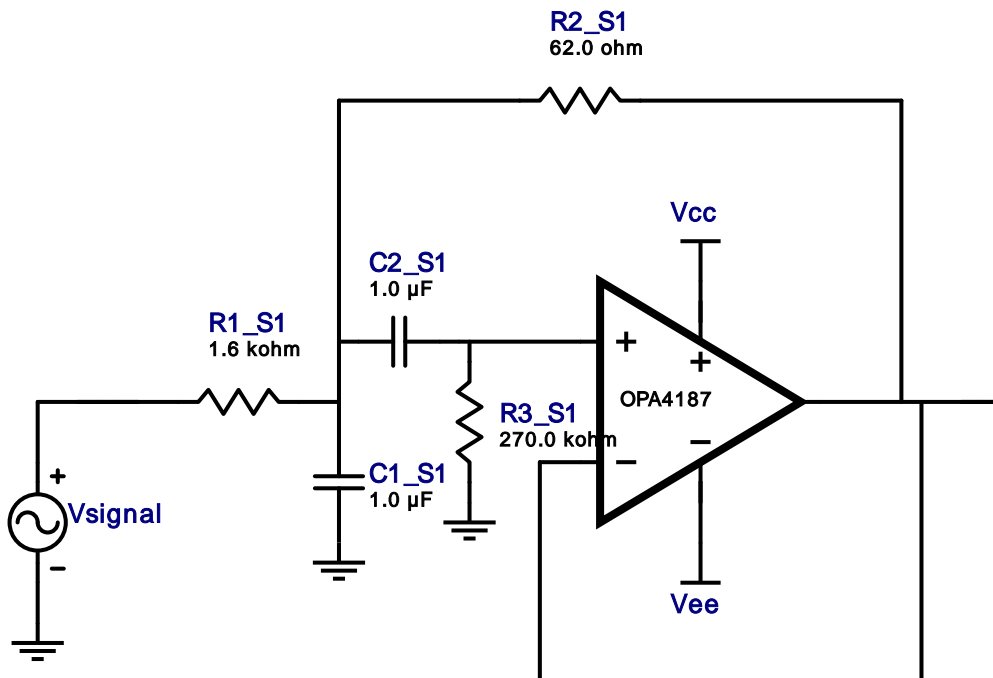 R2_S1
62.0 ohm
Vcc
C2_S1
1.0 µF
R1_S1
1.6 kohm
+
+
OPA4187
R3_S1
270.0 kohm
−
−
+
C1_S1
1.0 µF
Vsignal
−
Vee